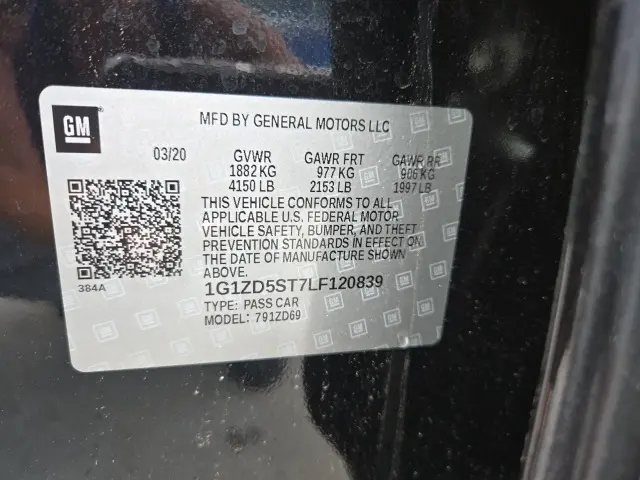 GM
MFD BY GENERAL MOTORS LLC
03/20 GVWR GAWR FRT GAWR RR
1882 KG 977 KG 906 KG
4150 LB 2153 LB 1997 LB
THIS VEHICLE CONFORMS TO ALL
APPLICABLE U.S. FEDERAL MOTOR
VEHICLE SAFETY, BUMPER, AND THEFT
PREVENTION STANDARDS IN EFFECT ON
THE DATE OF MANUFACTURE SHOWN
ABOVE.
384A
1G1ZD5ST7LF120839
TYPE: PASS CAR
MODEL: 791ZD69